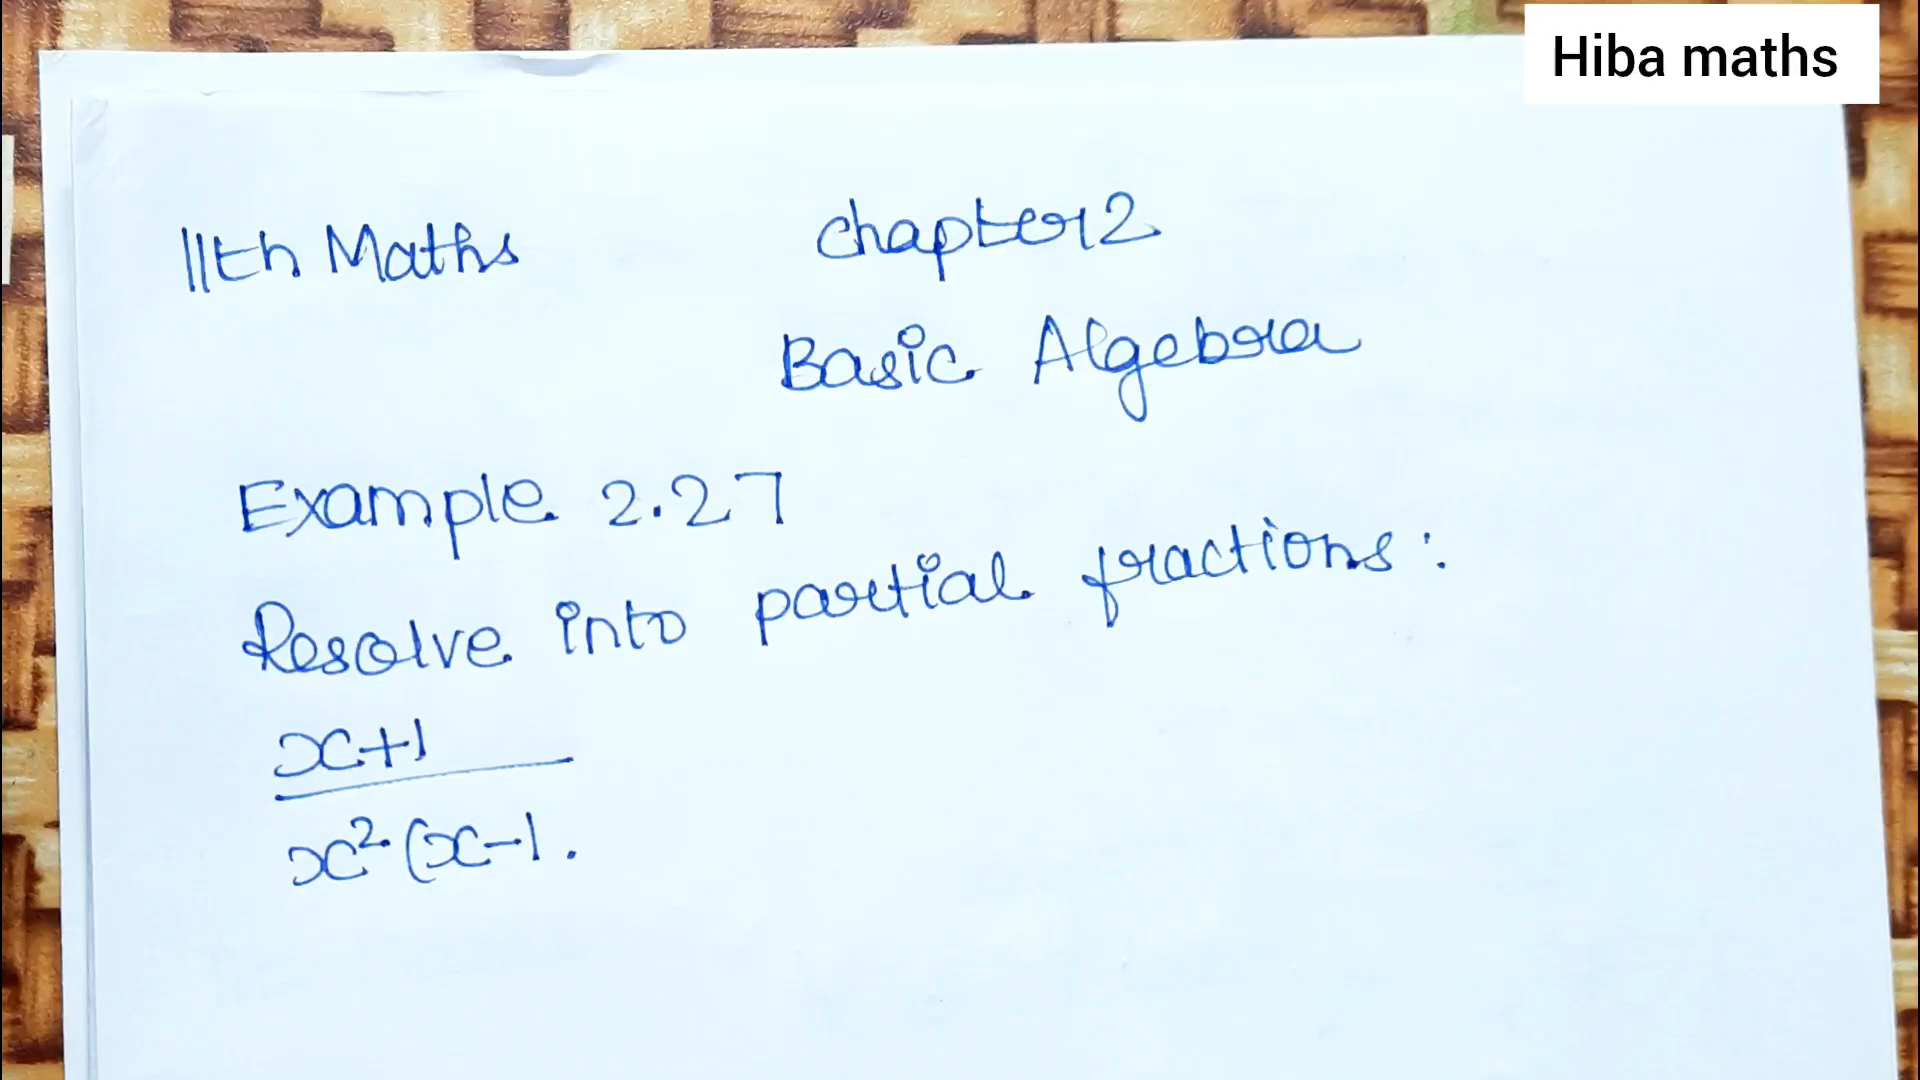 Hiba maths
11th Maths chapter 2
Basic Algebra
Example 2.27
Resolve into partial fractions:
x+1
x²(x-1.